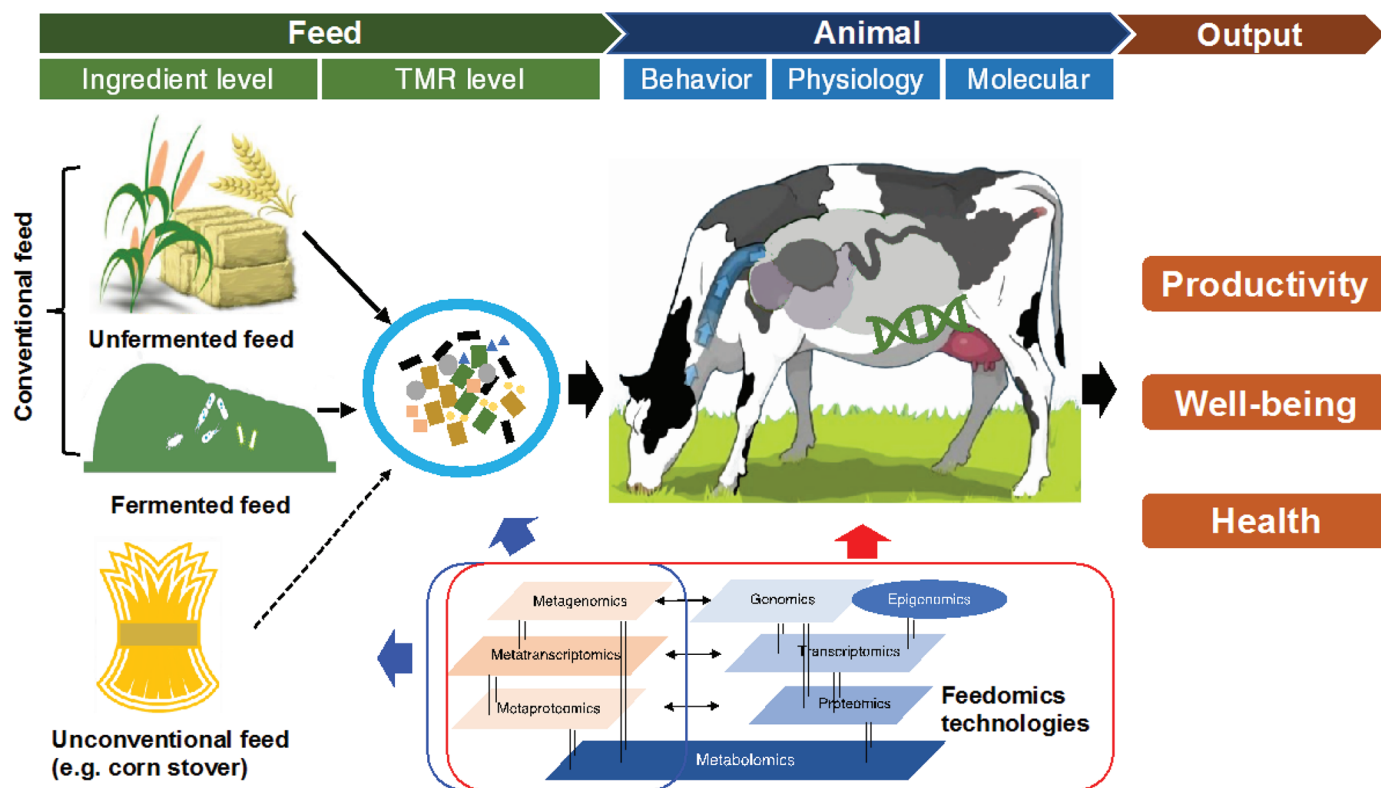 Feed
Animal
Output
Ingredient level
TMR level
Behavior
Physiology
Molecular
Conventional feed
Unfermented feed
Fermented feed
Unconventional feed
(e.g. corn stover)
Productivity
Well-being
Health
Metagenomics
Genomics
Epigenomics
Metatranscriptomics
Transcriptomics
Metaproteomics
Proteomics
Metabolomics
Feedomics
technologies